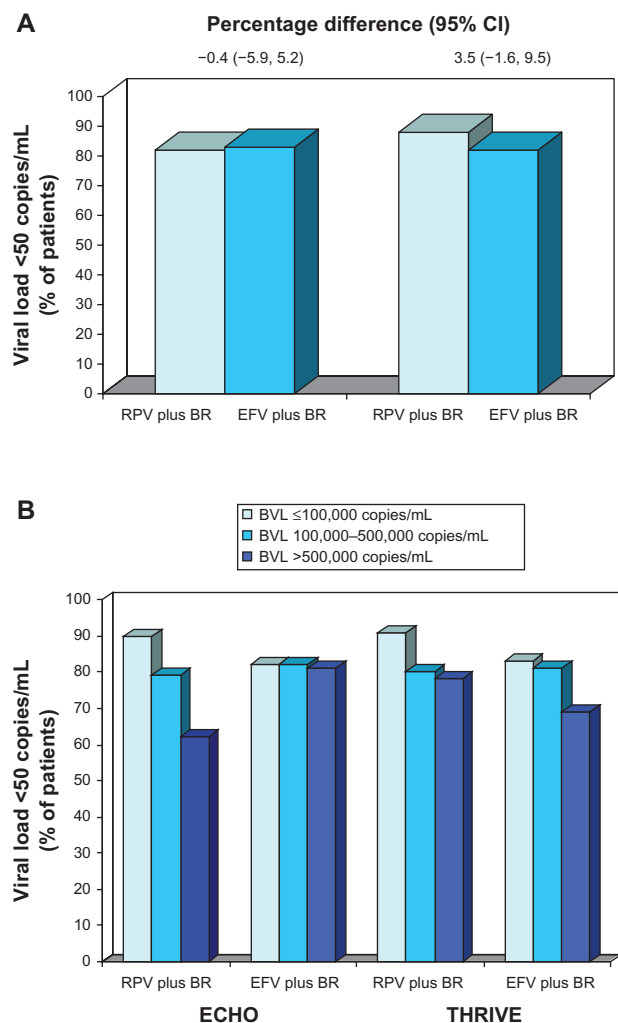 A
Percentage difference (95% CI)
−0.4 (−5.9, 5.2) 3.5 (−1.6, 9.5)
Viral load <50 copies/mL
(% of patients)
100
90
80
70
60
50
40
30
20
10
0
RPV plus BR EFV plus BR RPV plus BR EFV plus BR
B
BVL ≤100,000 copies/mL
BVL 100,000–500,000 copies/mL
BVL >500,000 copies/mL
Viral load <50 copies/mL
(% of patients)
100
90
80
70
60
50
40
30
20
10
0
RPV plus BR EFV plus BR RPV plus BR EFV plus BR
ECHO THRIVE